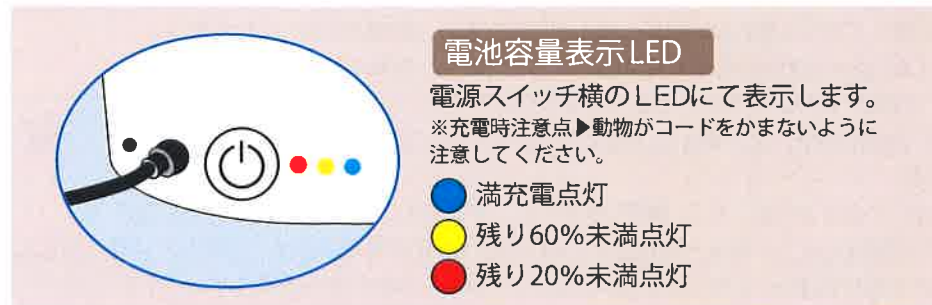 電池容量表示LED
電源スイッチ横のLEDにて表示します。
※充電時注意点▶動物がコードをかまないように
注意してください。
満充電点灯
残り60%未満点灯
残り20%未満点灯